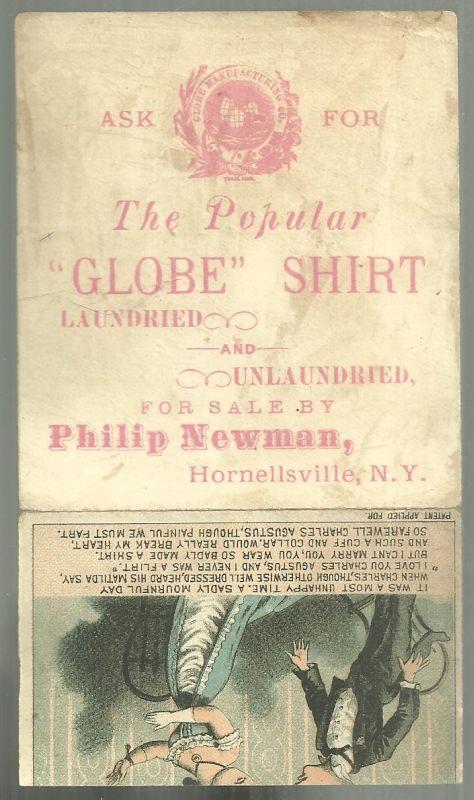 GLOBE MANUFACTURING CO.
TRADE MARK.
ASK FOR
The Popular
"GLOBE" SHIRT
LAUNDRIED
AND
UNLAUNDRIED,
FOR SALE BY
Philip Newman,
Hornellsville, N.Y.
IT WAS A MOST UNHAPPY TIME. A SADLY MOURNFUL DAY
WHEN CHARLES, THOUGH OTHERWISE WELL DRESSED, HEARD HIS MATILDA SAY,
"I LOVE YOU CHARLES AGUSTUS, AND I NEVER WAS A FLIRT."
BUT I CANT MARRY YOU, YOU WEAR SO BADLY MADE A SHIRT.
AND SUCH A CUFF AND COLLAR, WOULD REALLY BREAK MY HEART,
SO FAREWELL CHARLES AGUSTUS, THOUGH PAINFUL WE MUST PART.
PATENT APPLIED FOR.